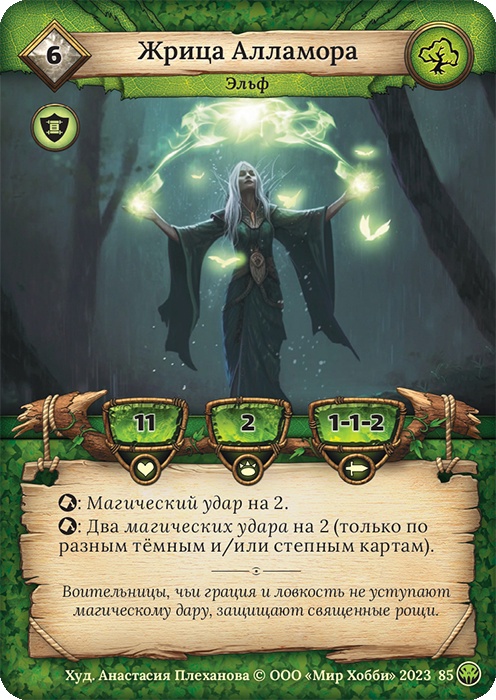 6
Жрица Алламора
Эльф
11
2
1-1-2
: Магический удар на 2.
: Два магических удара на 2 (только по
разным тёмным и/или степным картам).
Воительницы, чьи грация и ловкость не уступают
магическому дару, защищают священные рощи.
Худ. Анастасия Плеханова © ООО «Мир Хобби» 2023 85